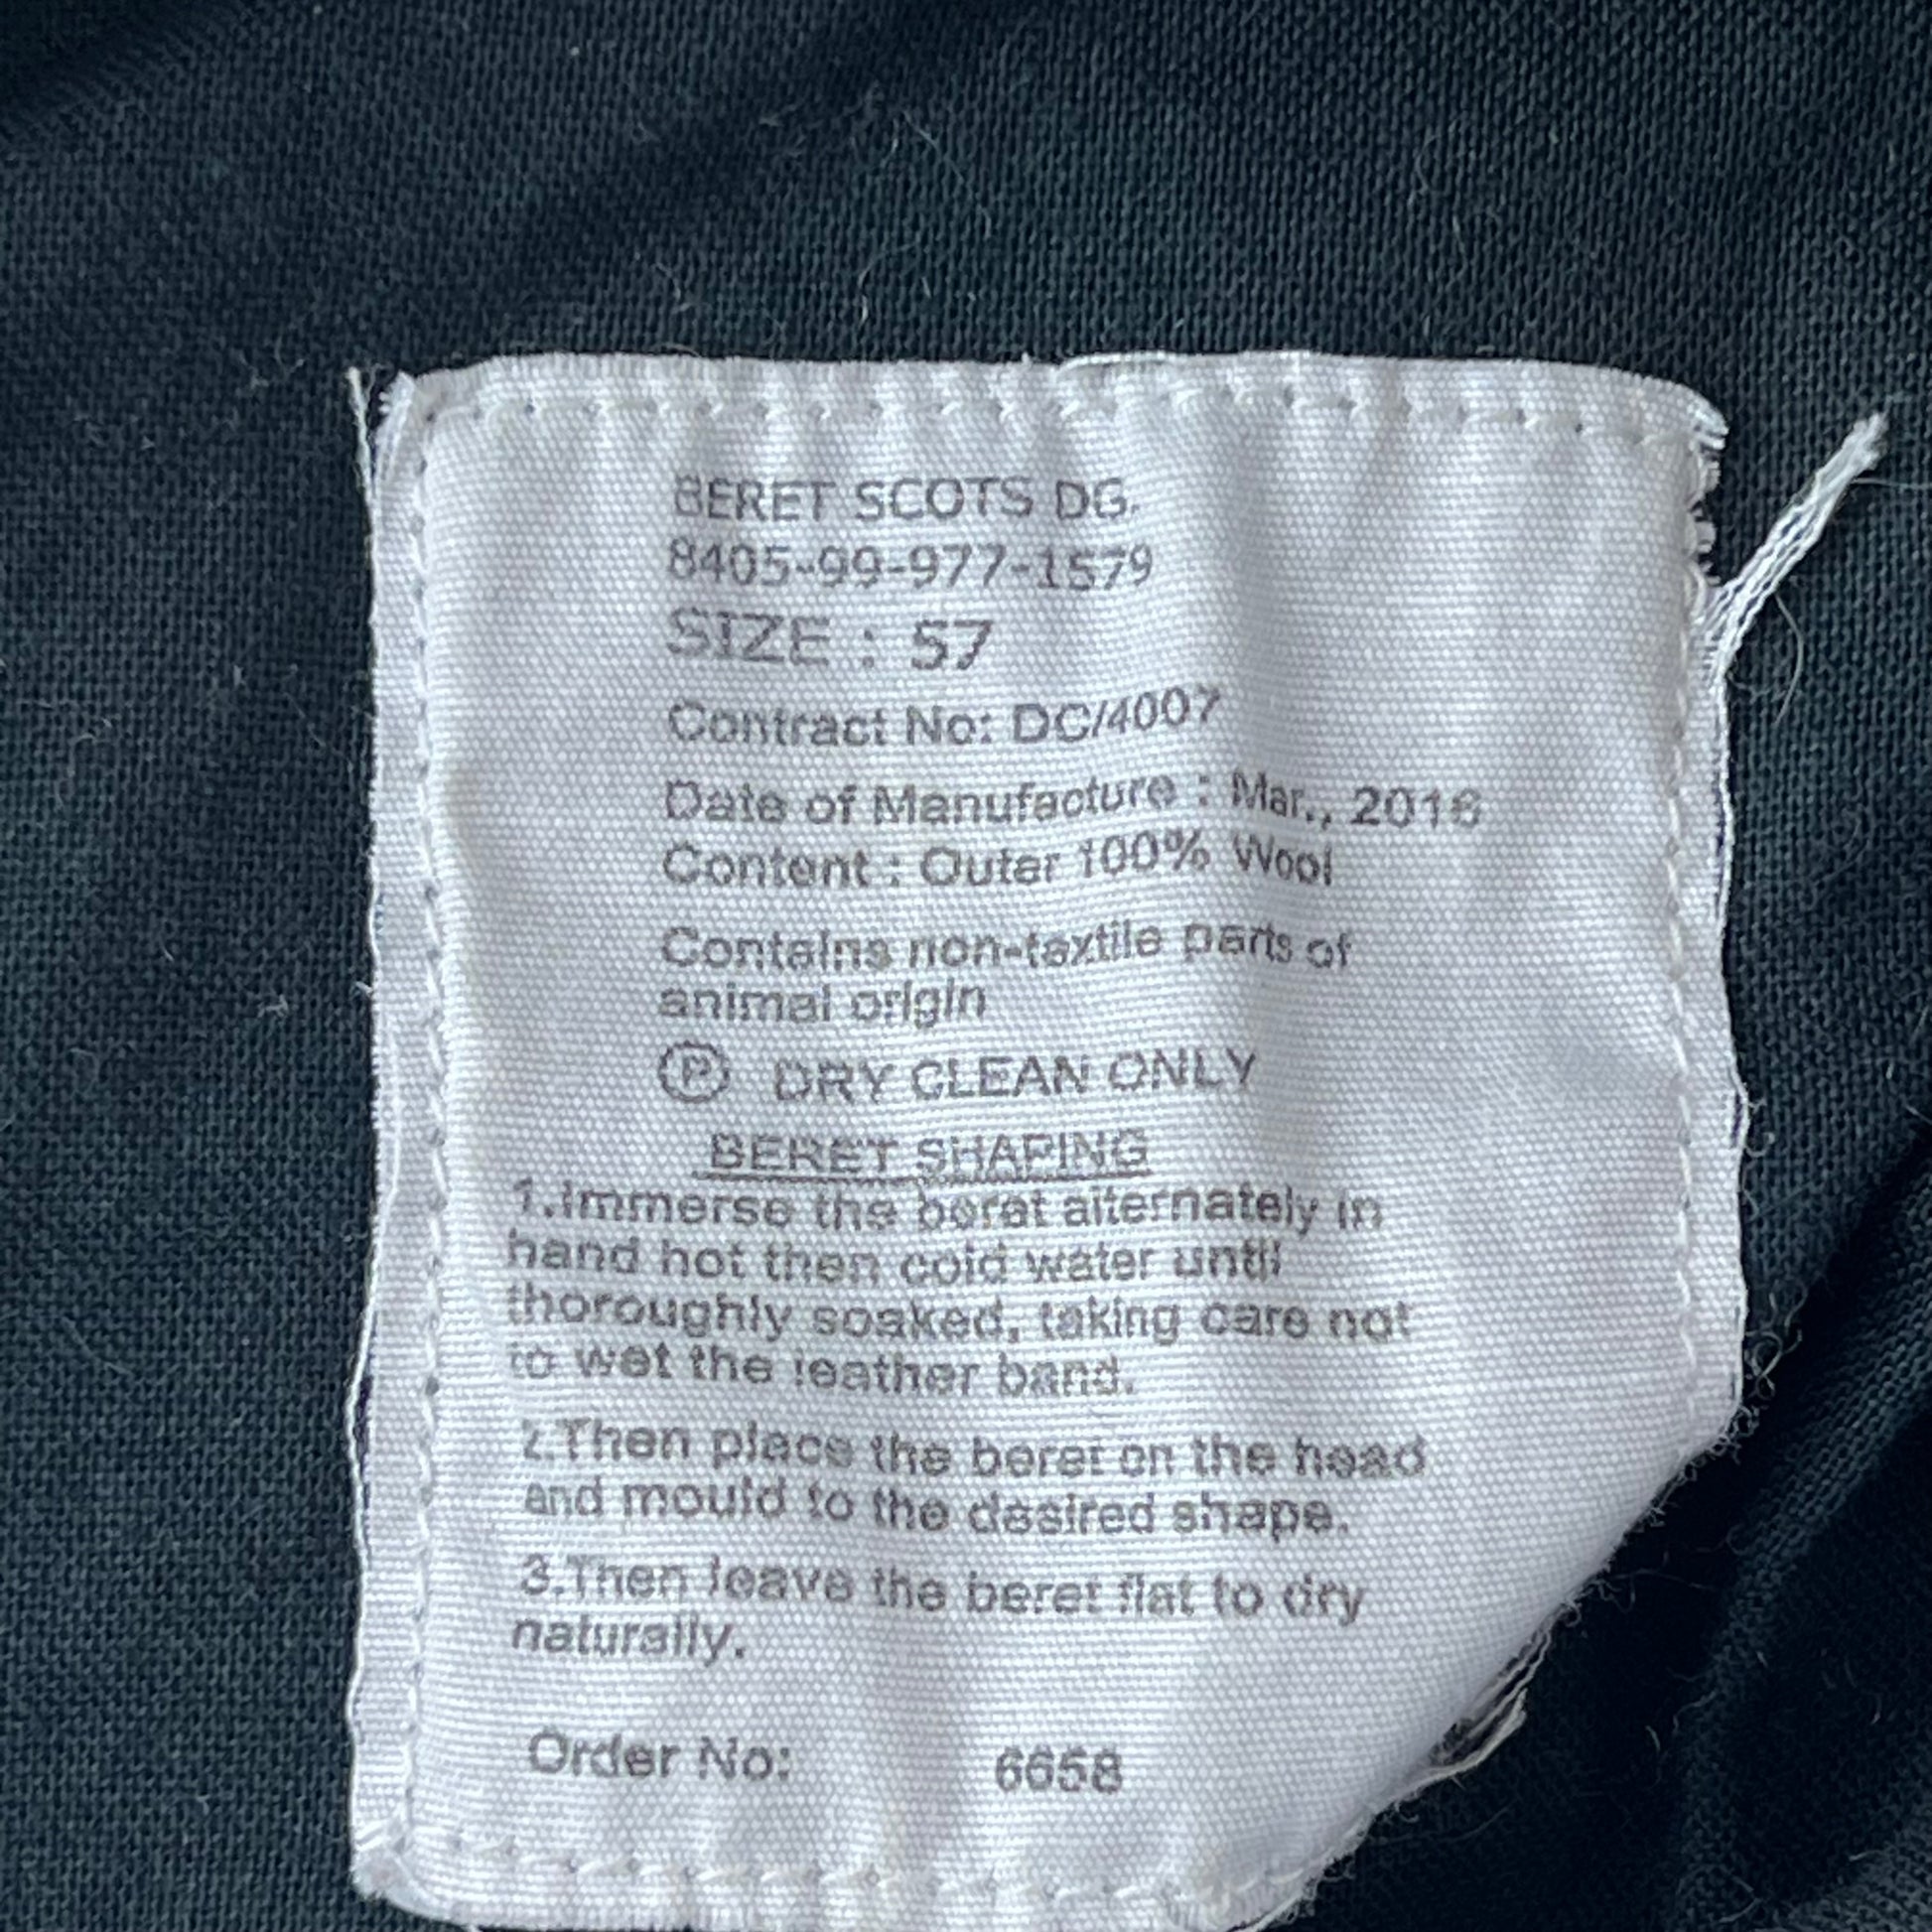 BERET SCOTS DG.
8405-99-977-1579
SIZE : 57
Contract No: DC/4007
Date of Manufacture : Mar., 2016
Content : Outer 100% Wool
Contains non-textile parts of
animal origin
Ⓟ DRY CLEAN ONLY
BERET SHAPING
1.Immerse the beret alternately in
hand hot then cold water until
thoroughly soaked, taking care not
to wet the leather band.
2.Then place the beret on the head
and mould to the desired shape.
3.Then leave the beret flat to dry
naturally.
Order No: 6658